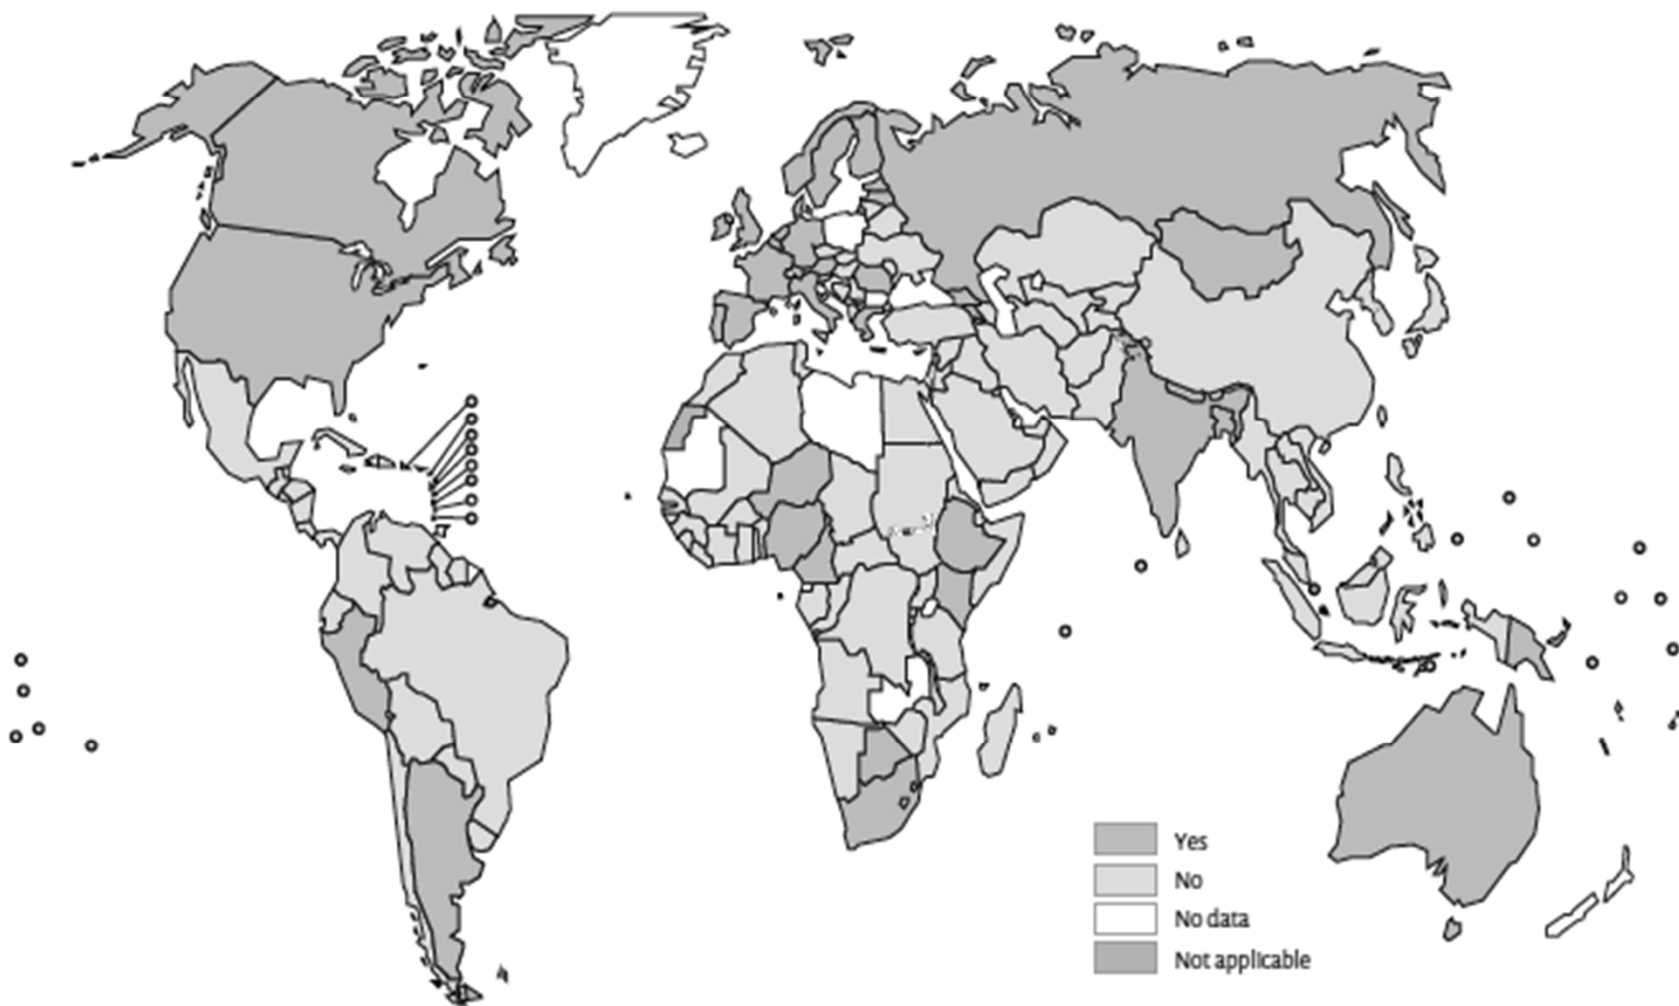 Yes
No
No data
Not applicable